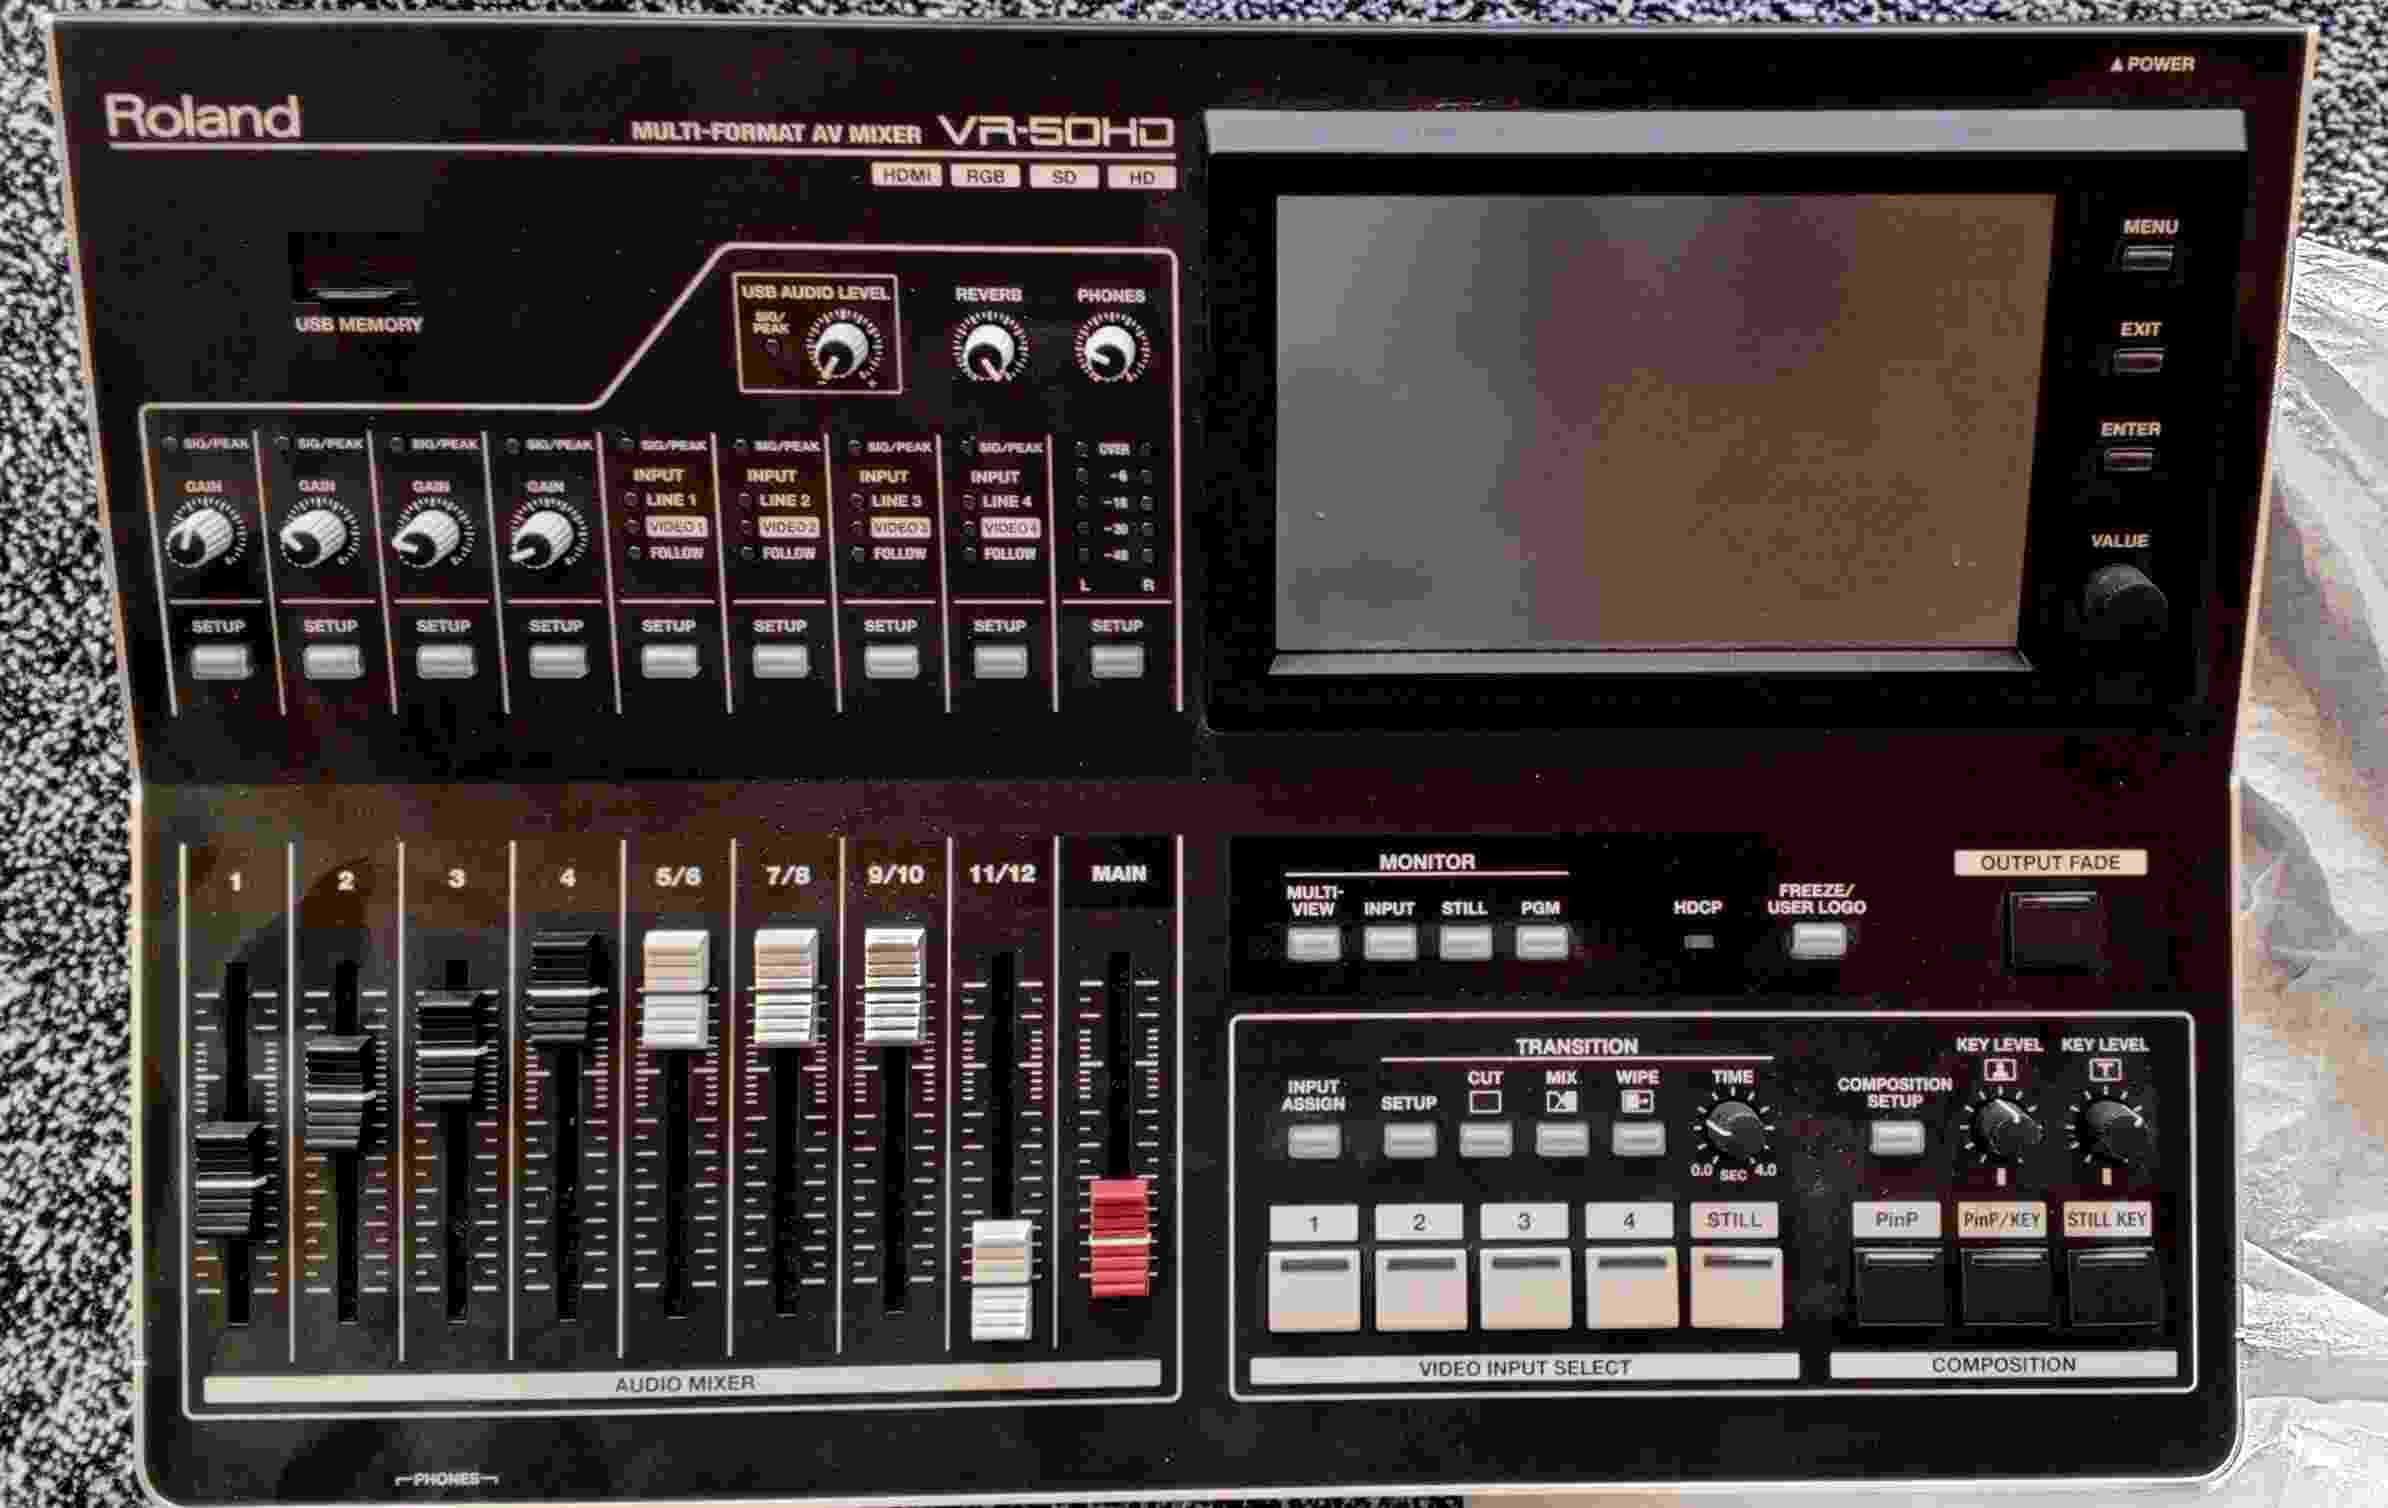 ▲ POWER
Roland
MULTI-FORMAT AV MIXER VR-50HD
HDMI RGB SD HD
USB MEMORY
USB AUDIO LEVEL REVERB PHONES
SIG/
PEAK
- +
MENU
EXIT
ENTER
VALUE
SIG/PEAK SIG/PEAK SIG/PEAK SIG/PEAK SIG/PEAK SIG/PEAK SIG/PEAK SIG/PEAK OVER
GAIN GAIN GAIN GAIN INPUT INPUT INPUT INPUT -6
LINE 1 LINE 2 LINE 3 LINE 4 -18
VIDEO 1 VIDEO 2 VIDEO 3 VIDEO 4 -30
FOLLOW FOLLOW FOLLOW FOLLOW -48
L R
SETUP SETUP SETUP SETUP SETUP SETUP SETUP SETUP SETUP
1 2 3 4 5/6 7/8 9/10 11/12 MAIN
AUDIO MIXER
PHONES
MONITOR
MULTI-
VIEW INPUT STILL PGM
HDCP
FREEZE/
USER LOGO
OUTPUT FADE
TRANSITION
INPUT
ASSIGN
SETUP CUT MIX WIPE TIME
0.0 SEC 4.0
COMPOSITION
SETUP
KEY LEVEL KEY LEVEL
T
1 2 3 4 STILL
PinP PinP/KEY STILL KEY
VIDEO INPUT SELECT
COMPOSITION